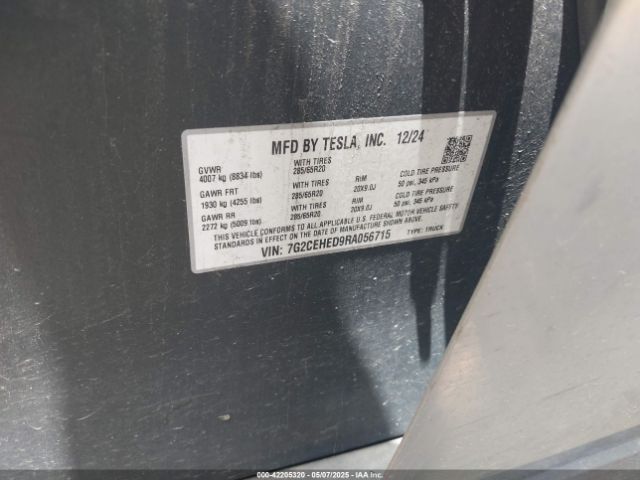 MFD BY TESLA, INC. 12/24
GVWR WITH TIRES
4007 kg (8834 lbs) 285/65R20
GAWR FRT WITH TIRES RIM COLD TIRE PRESSURE
1930 kg (4255 lbs) 285/65R20 20X9.0J 50 psi, 345 kPa
GAWR RR WITH TIRES RIM COLD TIRE PRESSURE
2272 kg (5009 lbs) 285/65R20 20X9.0J 50 psi, 345 kPa
THIS VEHICLE CONFORMS TO ALL APPLICABLE U.S. FEDERAL MOTOR VEHICLE SAFETY
STANDARDS IN EFFECT ON THE DATE OF MANUFACTURE SHOWN ABOVE.
VIN: 7G2CEHED9RA056715 TYPE: TRUCK
000-42205320 - 05/07/2025 - IAA Inc.